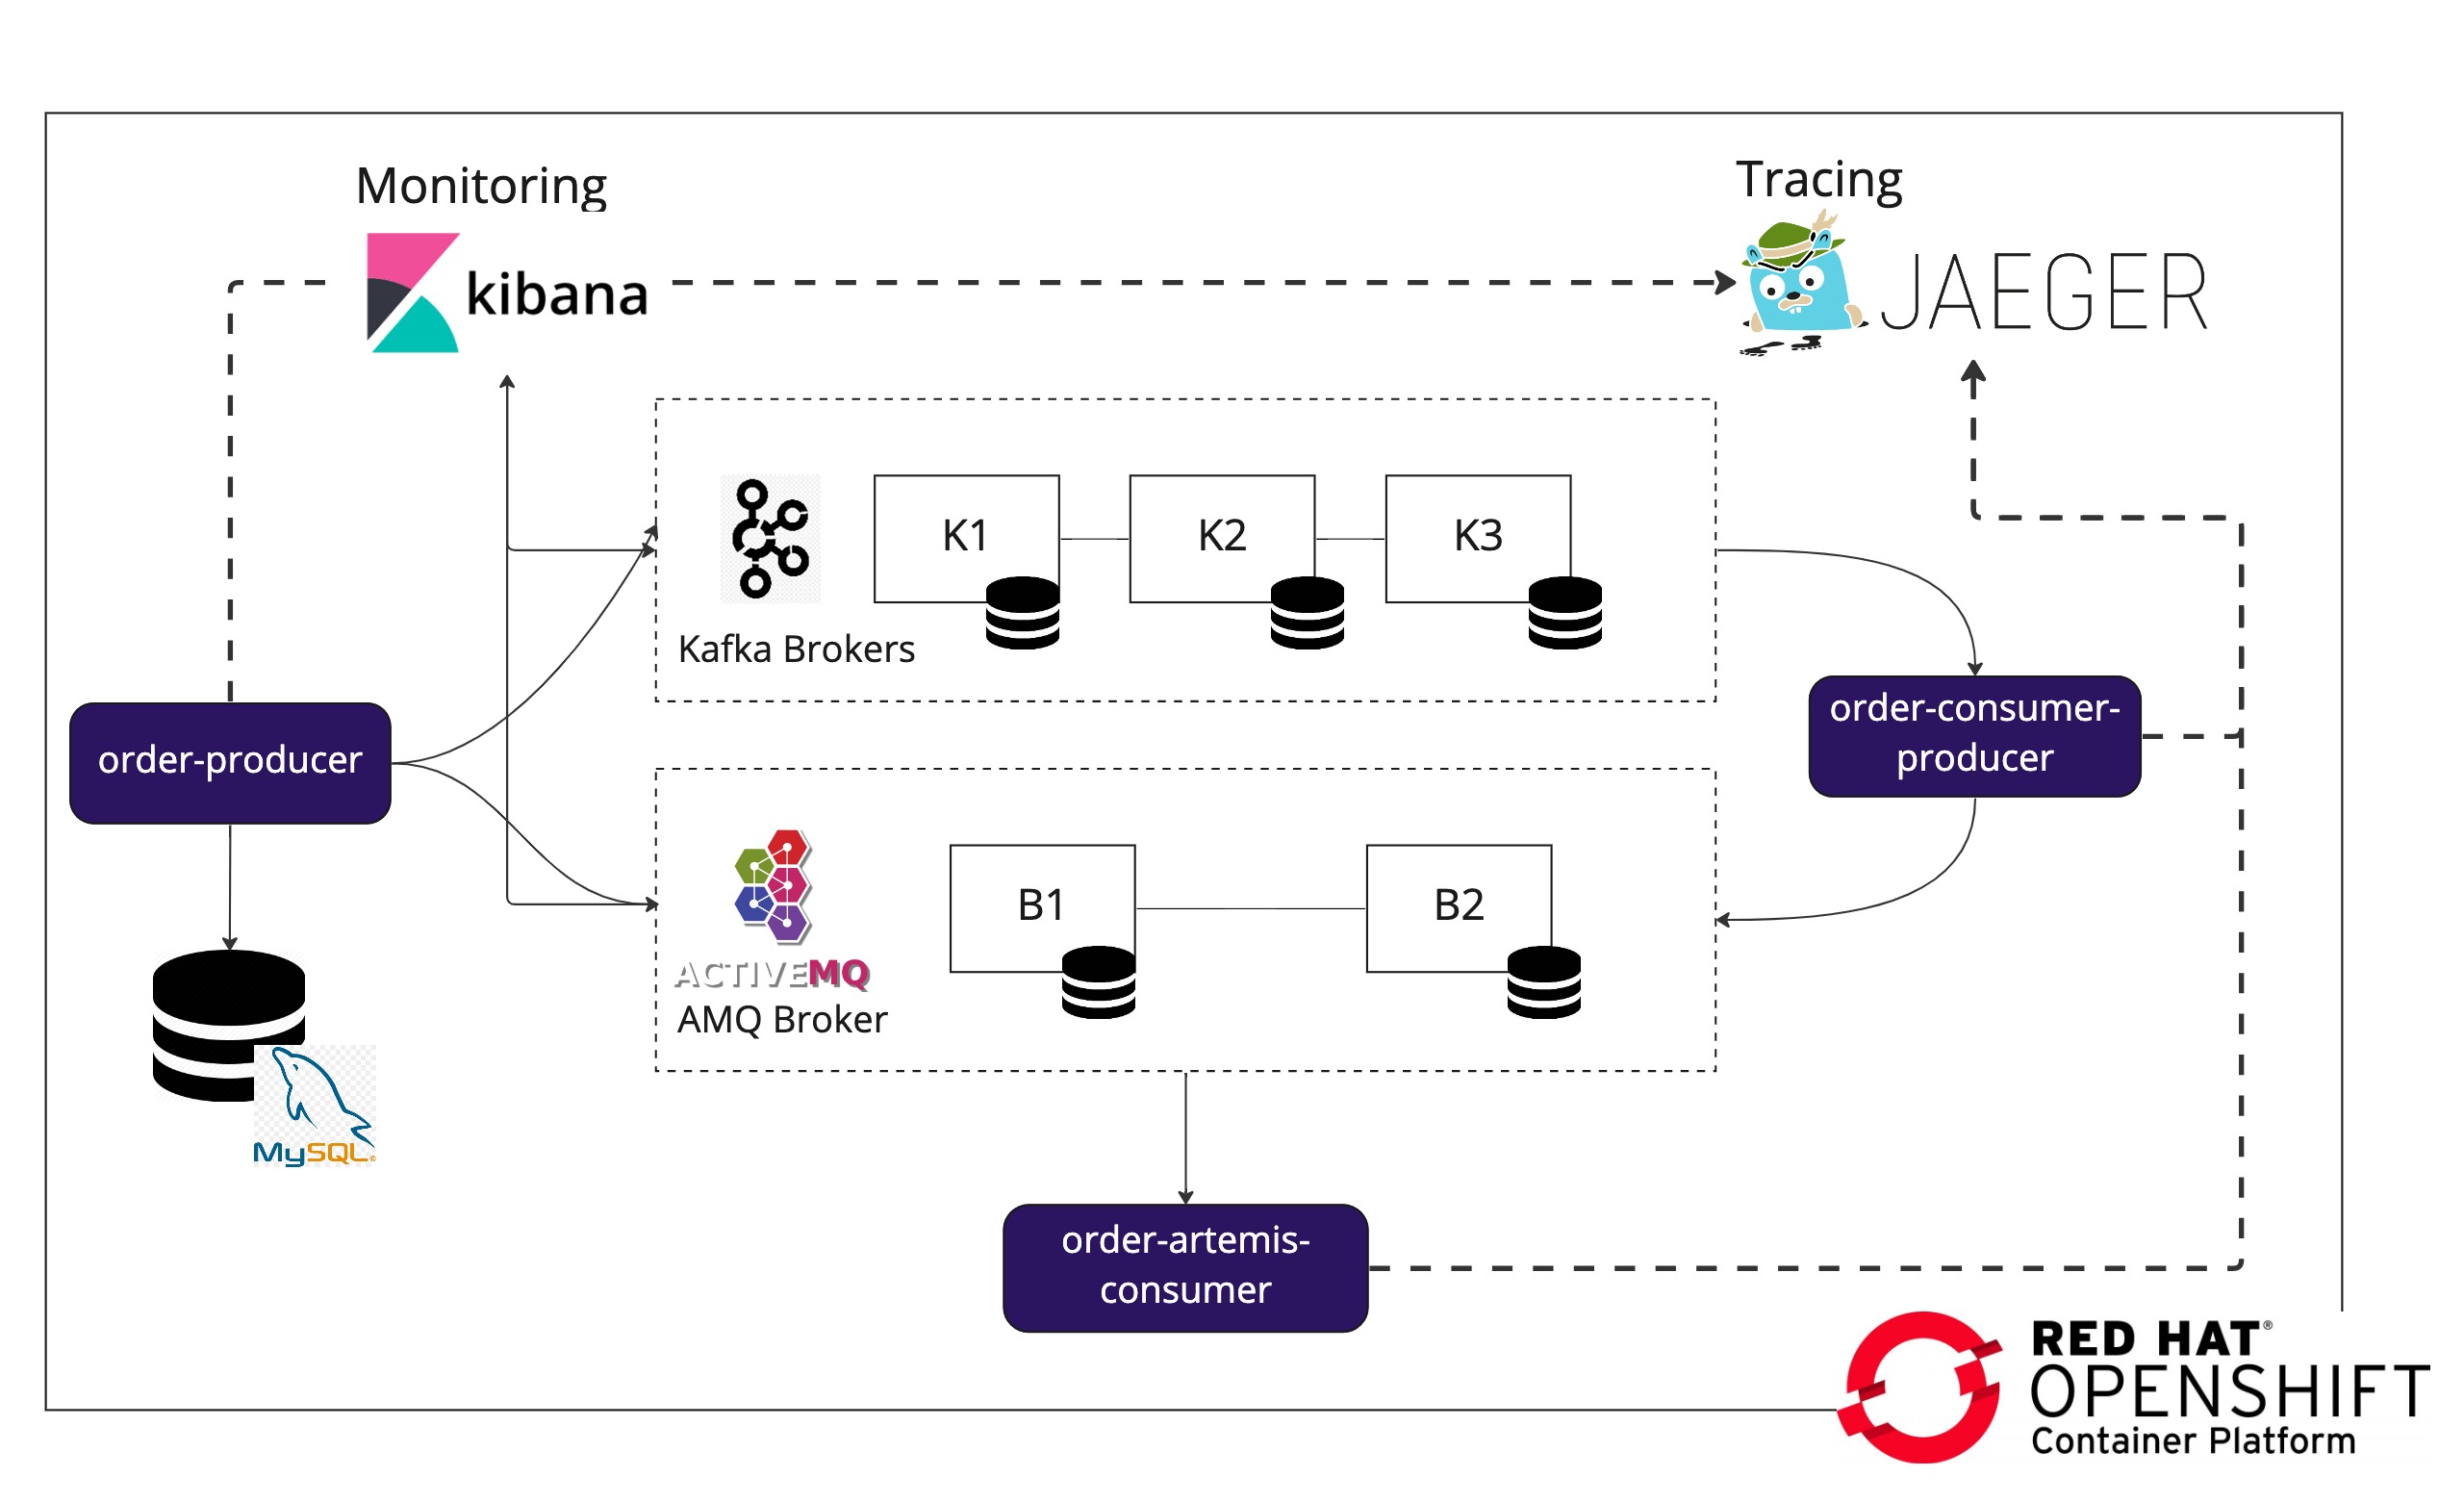 Monitoring
kibana
Tracing
JAEGER
K1
K2
K3
Kafka Brokers
order-producer
order-consumer-
producer
B1
B2
ACTIVEMQ
AMQ Broker
MySQL®
order-artemis-
consumer
RED HAT®
OPENSHIFT
Container Platform